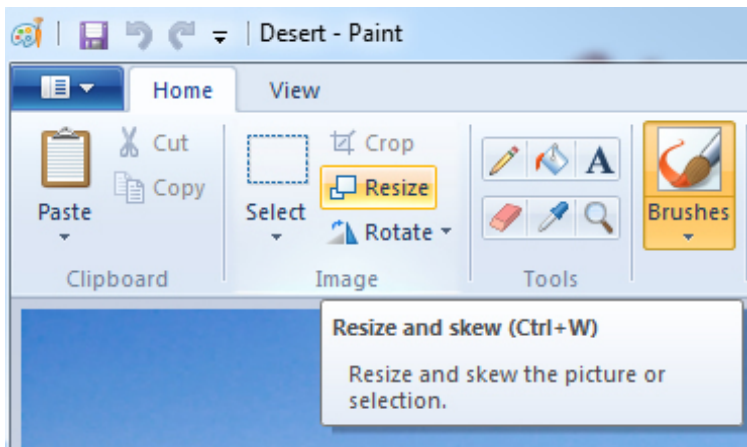 Desert - Paint
Home View
Cut
Copy
Paste
Clipboard
Crop
Resize
Rotate
Select
Image
A
Tools
Brushes
Resize and skew (Ctrl+W)
Resize and skew the picture or
selection.